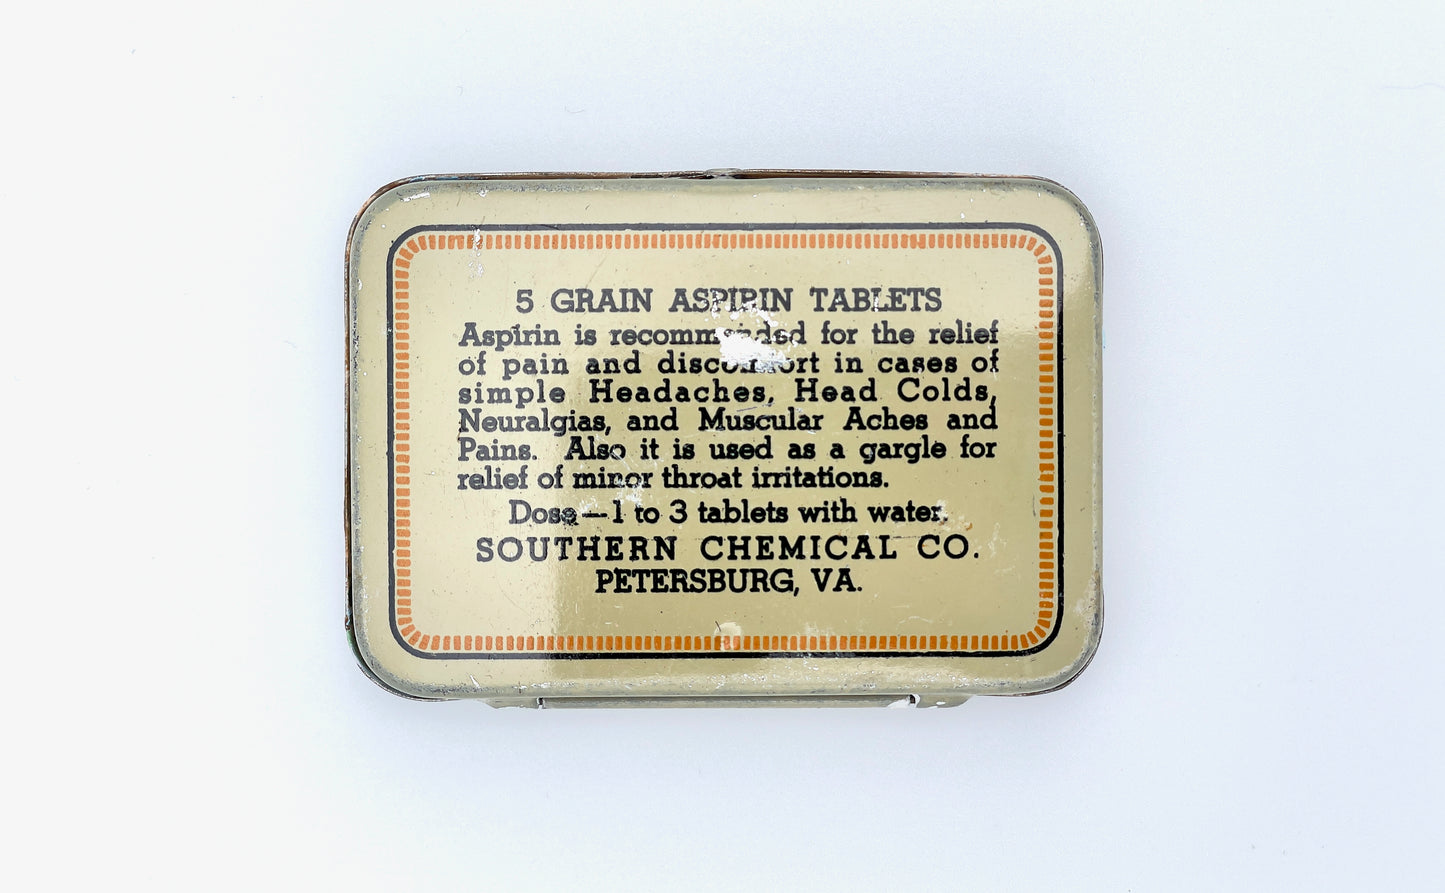 5 GRAIN ASPIRIN TABLETS
Aspirin is recommended for the relief
of pain and discomfort in cases of
simple Headaches, Head Colds,
Neuralgias, and Muscular Aches and
Pains. Also it is used as a gargle for
relief of minor throat irritations.
Dose—1 to 3 tablets with water.
SOUTHERN CHEMICAL CO.
PETERSBURG, VA.